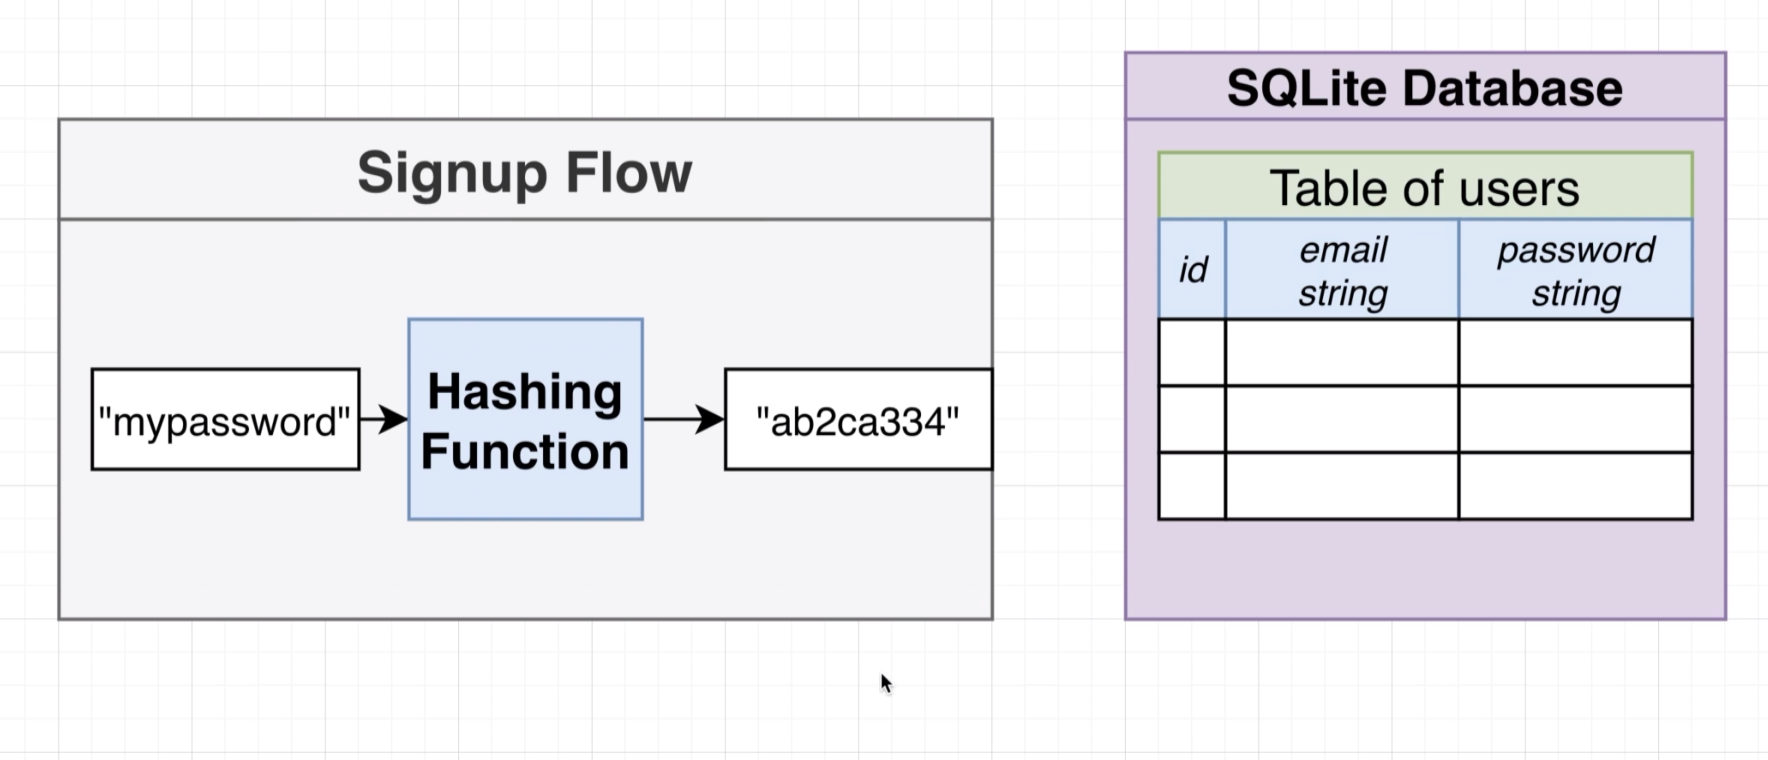 Signup Flow
"mypassword"
Hashing
Function
"ab2ca334"
SQLite Database
Table of users
id
email
string
password
string